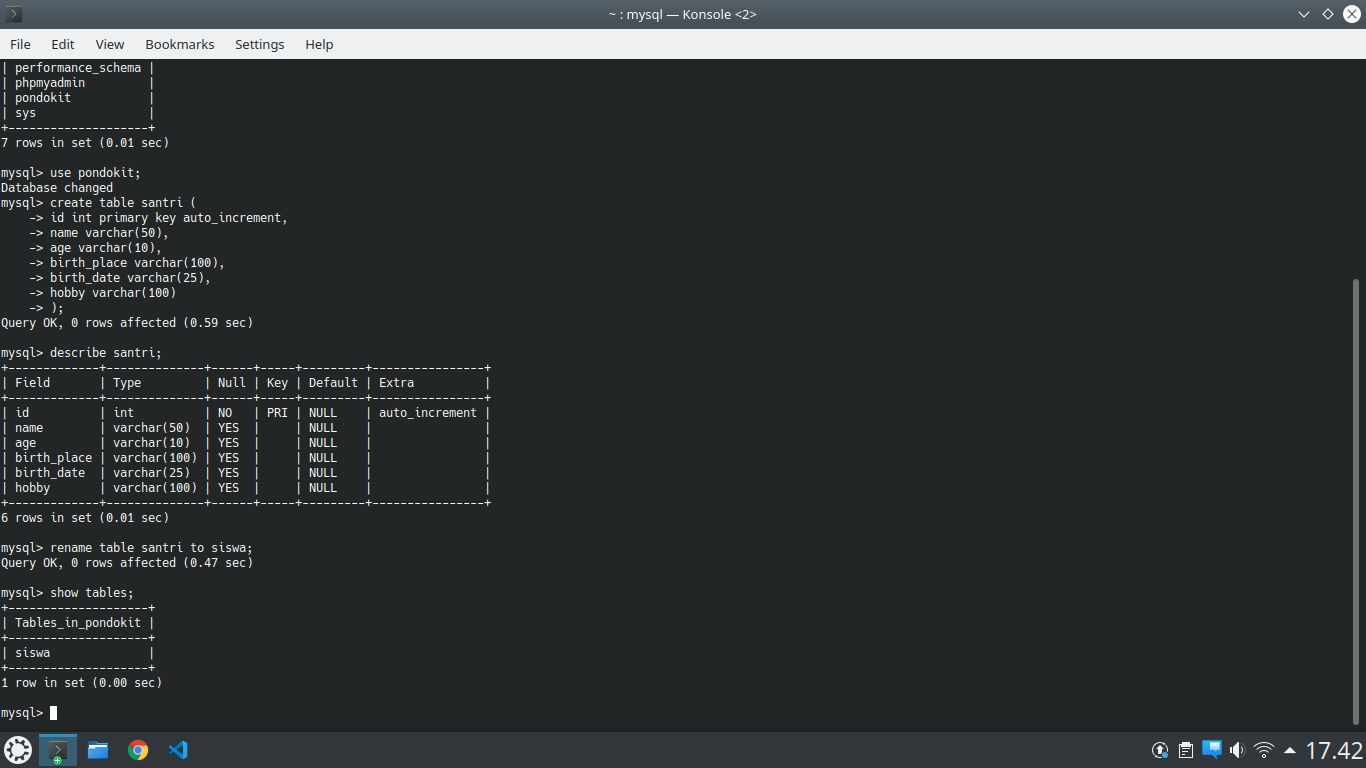 ~ : mysql — Konsole <2>
File Edit View Bookmarks Settings Help
| performance_schema |
| phpmyadmin         |
| pondokit           |
| sys                |
+--------------------+
7 rows in set (0.01 sec)

mysql> use pondokit;
Database changed
mysql> create table santri (
    -> id int primary key auto_increment,
    -> name varchar(50),
    -> age varchar(10),
    -> birth_place varchar(100),
    -> birth_date varchar(25),
    -> hobby varchar(100)
    -> );
Query OK, 0 rows affected (0.59 sec)

mysql> describe santri;
+-------------+--------------+------+-----+---------+----------------+
| Field       | Type         | Null | Key | Default | Extra          |
+-------------+--------------+------+-----+---------+----------------+
| id          | int          | NO   | PRI | NULL    | auto_increment |
| name        | varchar(50)  | YES  |     | NULL    |                |
| age         | varchar(10)  | YES  |     | NULL    |                |
| birth_place | varchar(100) | YES  |     | NULL    |                |
| birth_date  | varchar(25)  | YES  |     | NULL    |                |
| hobby       | varchar(100) | YES  |     | NULL    |                |
+-------------+--------------+------+-----+---------+----------------+
6 rows in set (0.01 sec)

mysql> rename table santri to siswa;
Query OK, 0 rows affected (0.47 sec)

mysql> show tables;
+--------------------+
| Tables_in_pondokit |
+--------------------+
| siswa              |
+--------------------+
1 row in set (0.00 sec)

mysql>
17.42